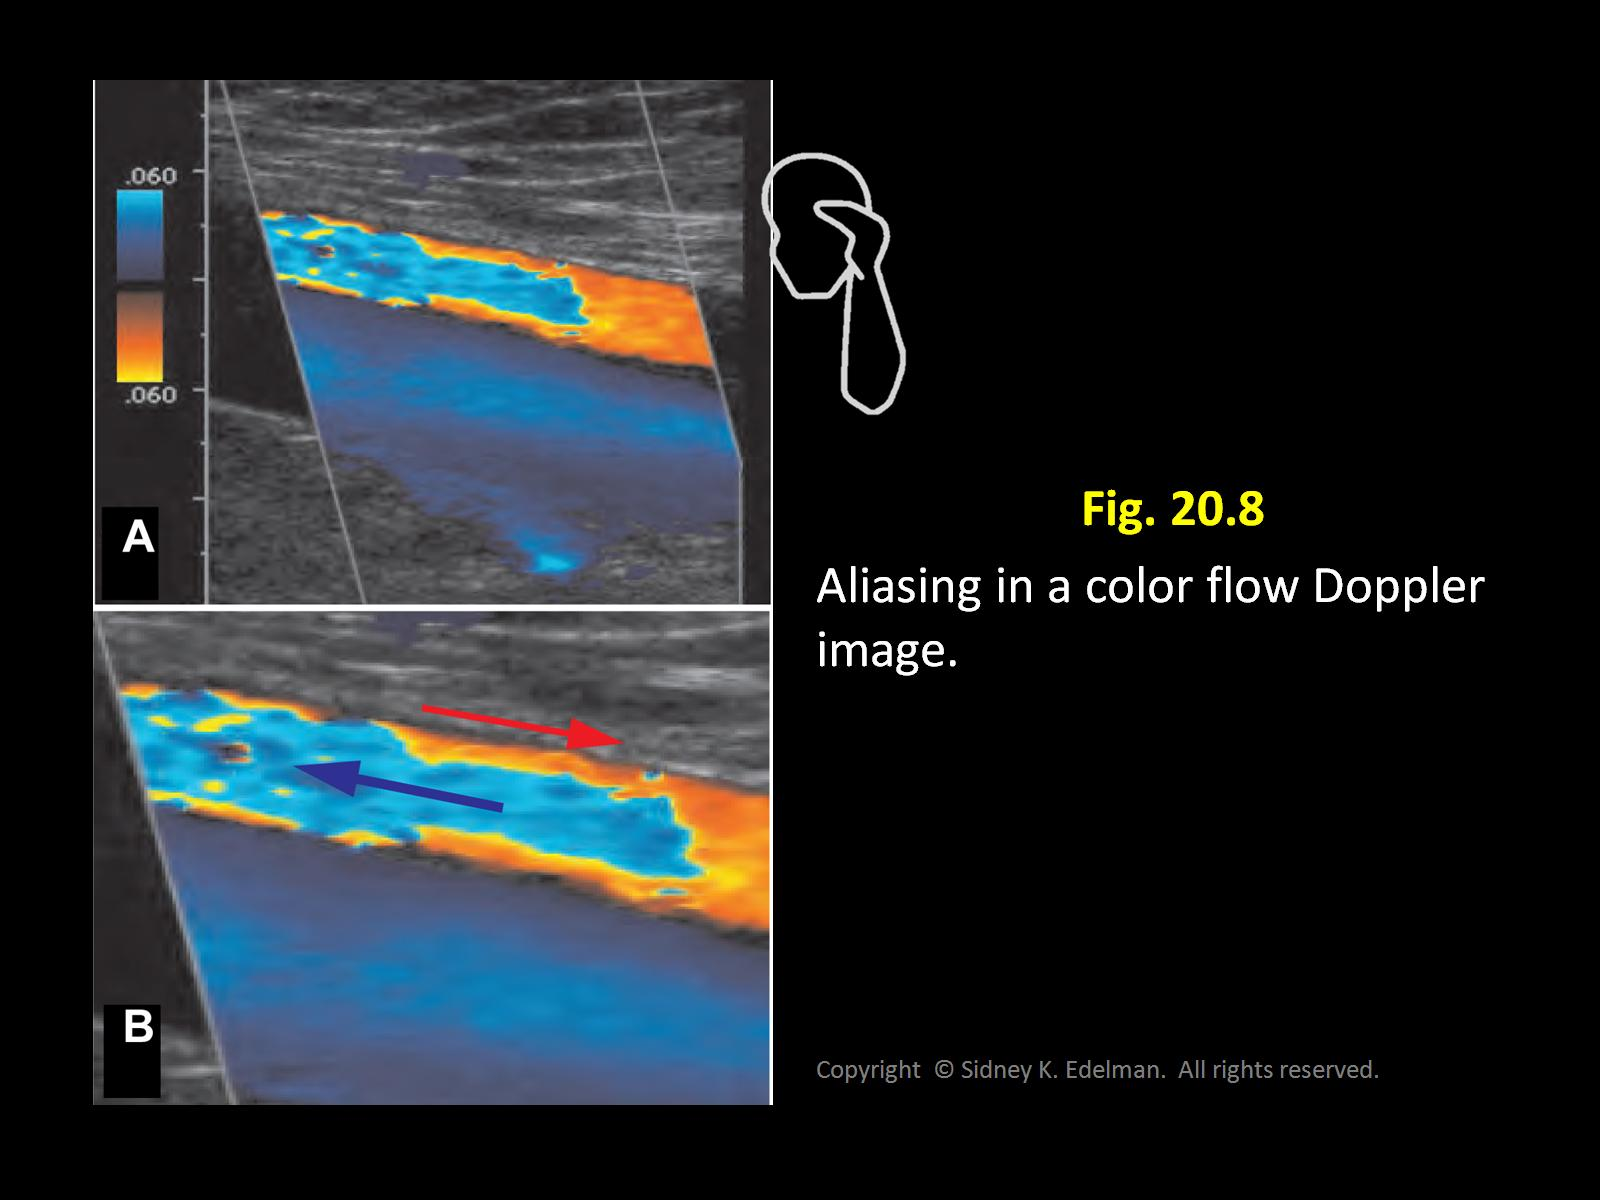 .060
.060
A
B
Fig. 20.8
Aliasing in a color flow Doppler
image.
Copyright © Sidney K. Edelman. All rights reserved.